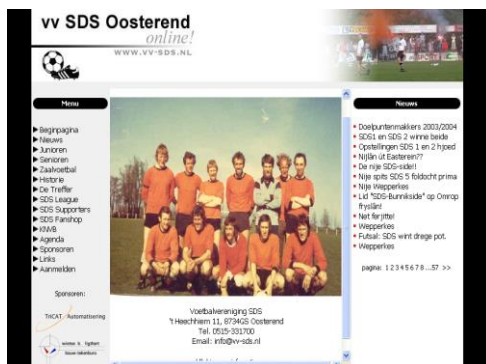 vv SDS Oosterend
online!
WWW.VV-SDS.NL
Menu
Beginpagina
Nieuws
Junioren
Senioren
Zaalvoetbal
Historie
De Treffer
SDS League
SDS Supporters
SDS Fanshop
KNVB
Agenda
Sponsoren
Links
Aanmelden
Sponsoren:
TriCAT Automatisering
Voetbalvereniging SDS
't Heechhiem 11, 8734GS Oosterend
Tel. 0515-331700
Email: info@vv-sds.nl
Nieuws
Doelpuntenmakers 2003/2004
SDS1 en SDS 2 winne beide
Opstellingen SDS 1 en 2 hjoed
Nijlân út Easterein??
De nije SDS-side!!
Nije spits SDS 5 foldocht prima
Nije Wepperkes
Lid "SDS-Bunnikside" op Omrop
fryslân!
Net ferjitte!
Wepperkes
Futsal: SDS wint drege pot.
Wepperkes
pagina: 1 2 3 4 5 6 7 8 ...57 >>